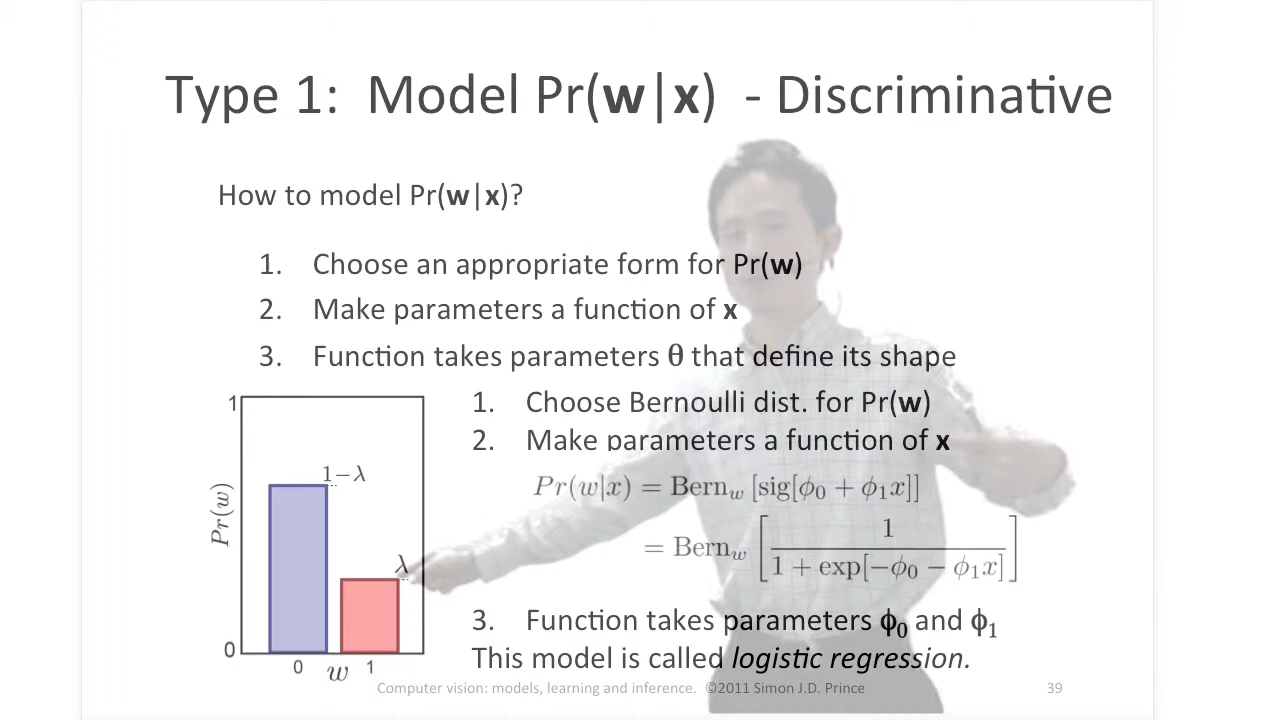 Type 1: Model Pr(w|x) - Discriminative
How to model Pr(w|x)?
1. Choose an appropriate form for Pr(w)
2. Make parameters a function of x
3. Function takes parameters θ that define its shape
1. Choose Bernoulli dist. for Pr(w)
2. Make parameters a function of x
Pr(w|x) = Bern_w [sig[ϕ_0 + ϕ_1x]]
= Bern_w [1 / (1 + exp[−ϕ_0 − ϕ_1x])]
3. Function takes parameters ϕ_0 and ϕ_1
This model is called logistic regression.
1
1−λ
Pr(w)
λ
0
0 w 1
Computer vision: models, learning and inference. ©2011 Simon J.D. Prince
39